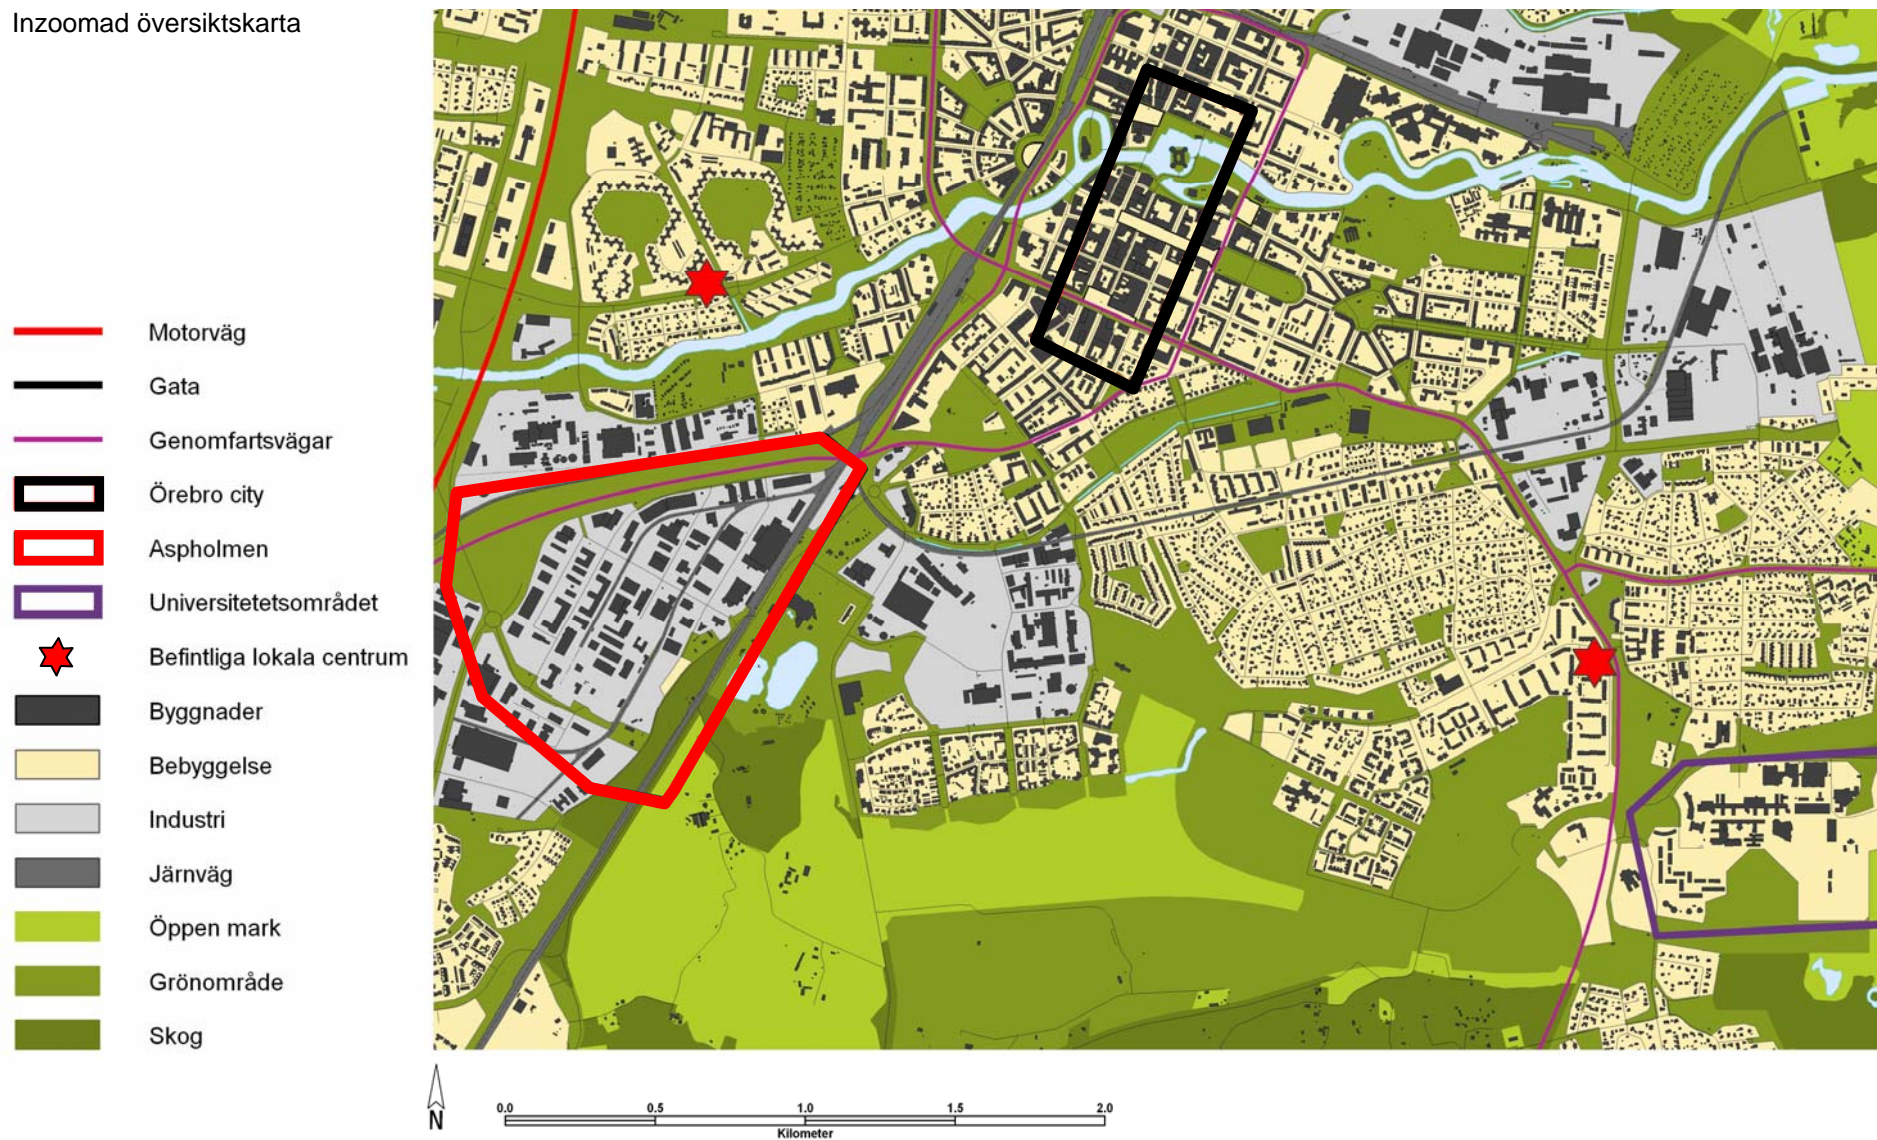 Inzoomad översiktskarta
Motorväg
Gata
Genomfartsvägar
Örebro city
Aspholmen
Universitetetsområdet
Befintliga lokala centrum
Byggnader
Bebyggelse
Industri
Järnväg
Öppen mark
Grönområde
Skog
N
0.0 0.5 1.0 1.5 2.0
Kilometer